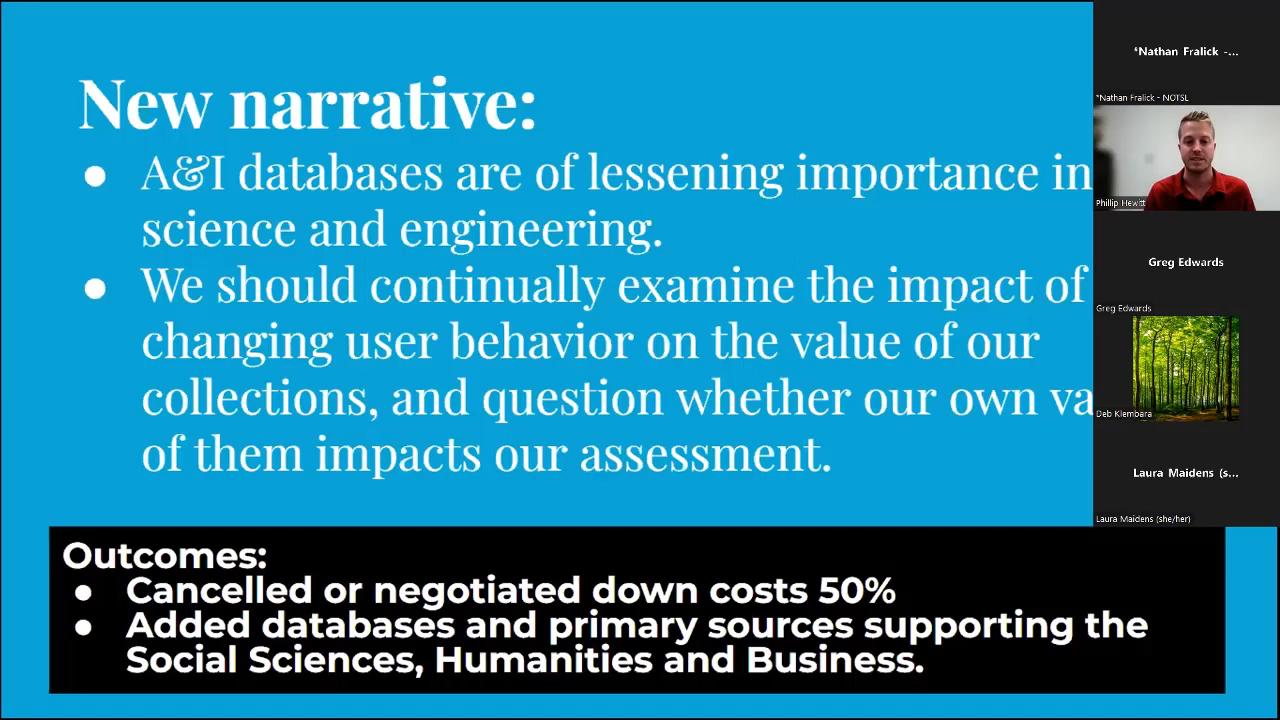 New narrative:
● A&I databases are of lessening importance in
science and engineering.
● We should continually examine the impact of
changing user behavior on the value of our
collections, and question whether our own va
of them impacts our assessment.
Outcomes:
● Cancelled or negotiated down costs 50%
● Added databases and primary sources supporting the
Social Sciences, Humanities and Business.
*Nathan Fralick -...
*Nathan Fralick - NOTSL
Phillip Hewitt
Greg Edwards
Greg Edwards
Deb Klembara
Laura Maidens (s...
Laura Maidens (she/her)